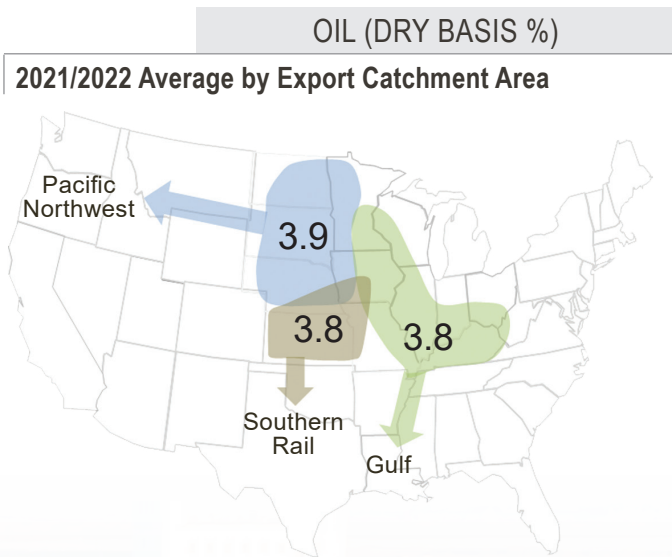 OIL (DRY BASIS %)
2021/2022 Average by Export Catchment Area
Pacific
Northwest
3.9
3.8
3.8
Southern
Rail
Gulf